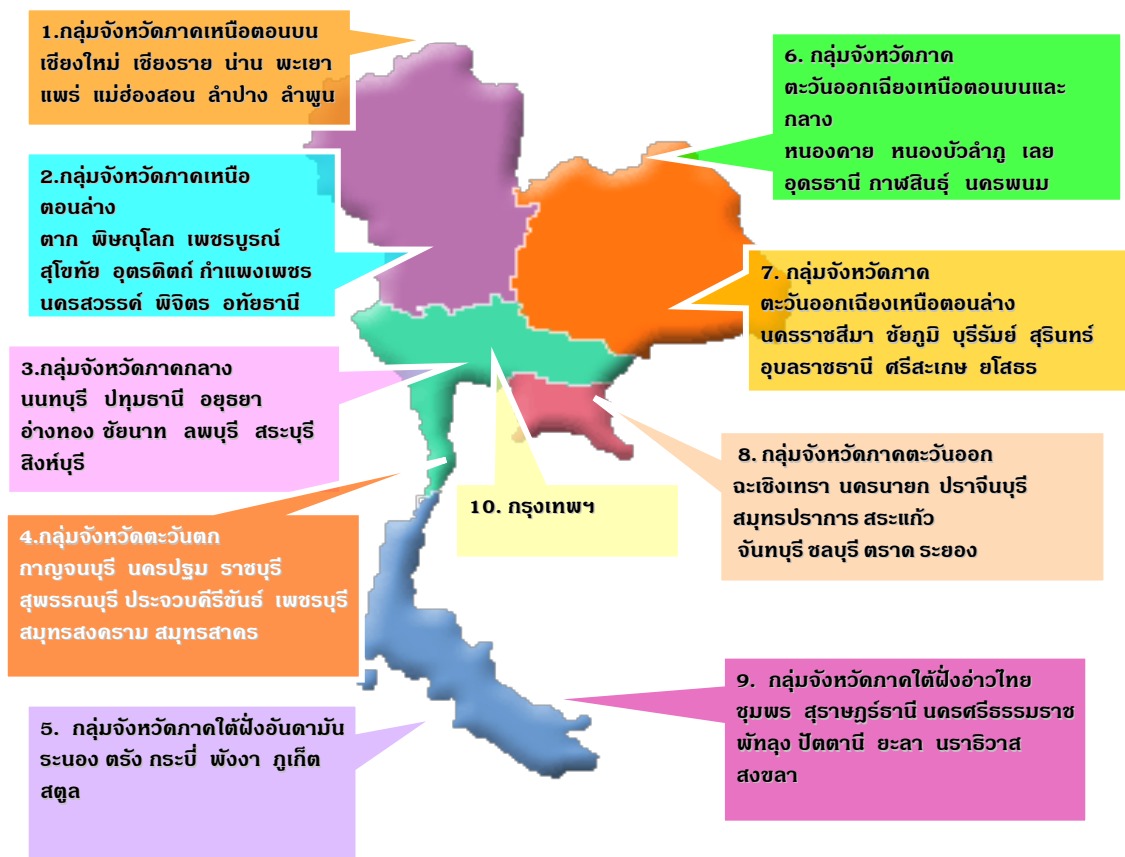 1.กลุ่มจังหวัดภาคเหนือตอนบน
เชียงใหม่ เชียงราย น่าน พะเยา
แพร่ แม่ฮ่องสอน ลำปาง ลำพูน
2.กลุ่มจังหวัดภาคเหนือ
ตอนล่าง
ตาก พิษณุโลก เพชรบูรณ์
สุโขทัย อุตรดิตถ์ กำแพงเพชร
นครสวรรค์ พิจิตร อทัยธานี
3.กลุ่มจังหวัดภาคกลาง
นนทบุรี ปทุมธานี อยุธยา
อ่างทอง ชัยนาท ลพบุรี สระบุรี
สิงห์บุรี
4.กลุ่มจังหวัดตะวันตก
กาญจนบุรี นครปฐม ราชบุรี
สุพรรณบุรี ประจวบคีรีขันธ์ เพชรบุรี
สมุทรสงคราม สมุทรสาคร
5. กลุ่มจังหวัดภาคใต้ฝั่งอันดามัน
ระนอง ตรัง กระบี่ พังงา ภูเก็ต
สตูล
6. กลุ่มจังหวัดภาค
ตะวันออกเฉียงเหนือตอนบนและ
กลาง
หนองคาย หนองบัวลำภู เลย
อุดรธานี กาฬสินธุ์ นครพนม
7. กลุ่มจังหวัดภาค
ตะวันออกเฉียงเหนือตอนล่าง
นครราชสีมา ชัยภูมิ บุรีรัมย์ สุรินทร์
อุบลราชธานี ศรีสะเกษ ยโสธร
8. กลุ่มจังหวัดภาคตะวันออก
ฉะเชิงเทรา นครนายก ปราจีนบุรี
สมุทรปราการ สระแก้ว
จันทบุรี ชลบุรี ตราด ระยอง
9. กลุ่มจังหวัดภาคใต้ฝั่งอ่าวไทย
ชุมพร สุราษฎร์ธานี นครศรีธรรมราช
พัทลุง ปัตตานี ยะลา นราธิวาส
สงขลา
10. กรุงเทพฯ